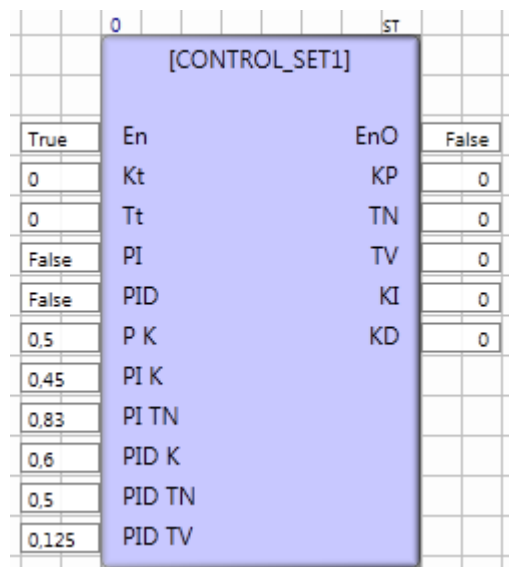 0 ST
[CONTROL_SET1]
True En EnO False
0 Kt KP 0
0 Tt TN 0
False PI TV 0
False PID KI 0
0,5 P K KD 0
0,45 PI K
0,83 PI TN
0,6 PID K
0,5 PID TN
0,125 PID TV